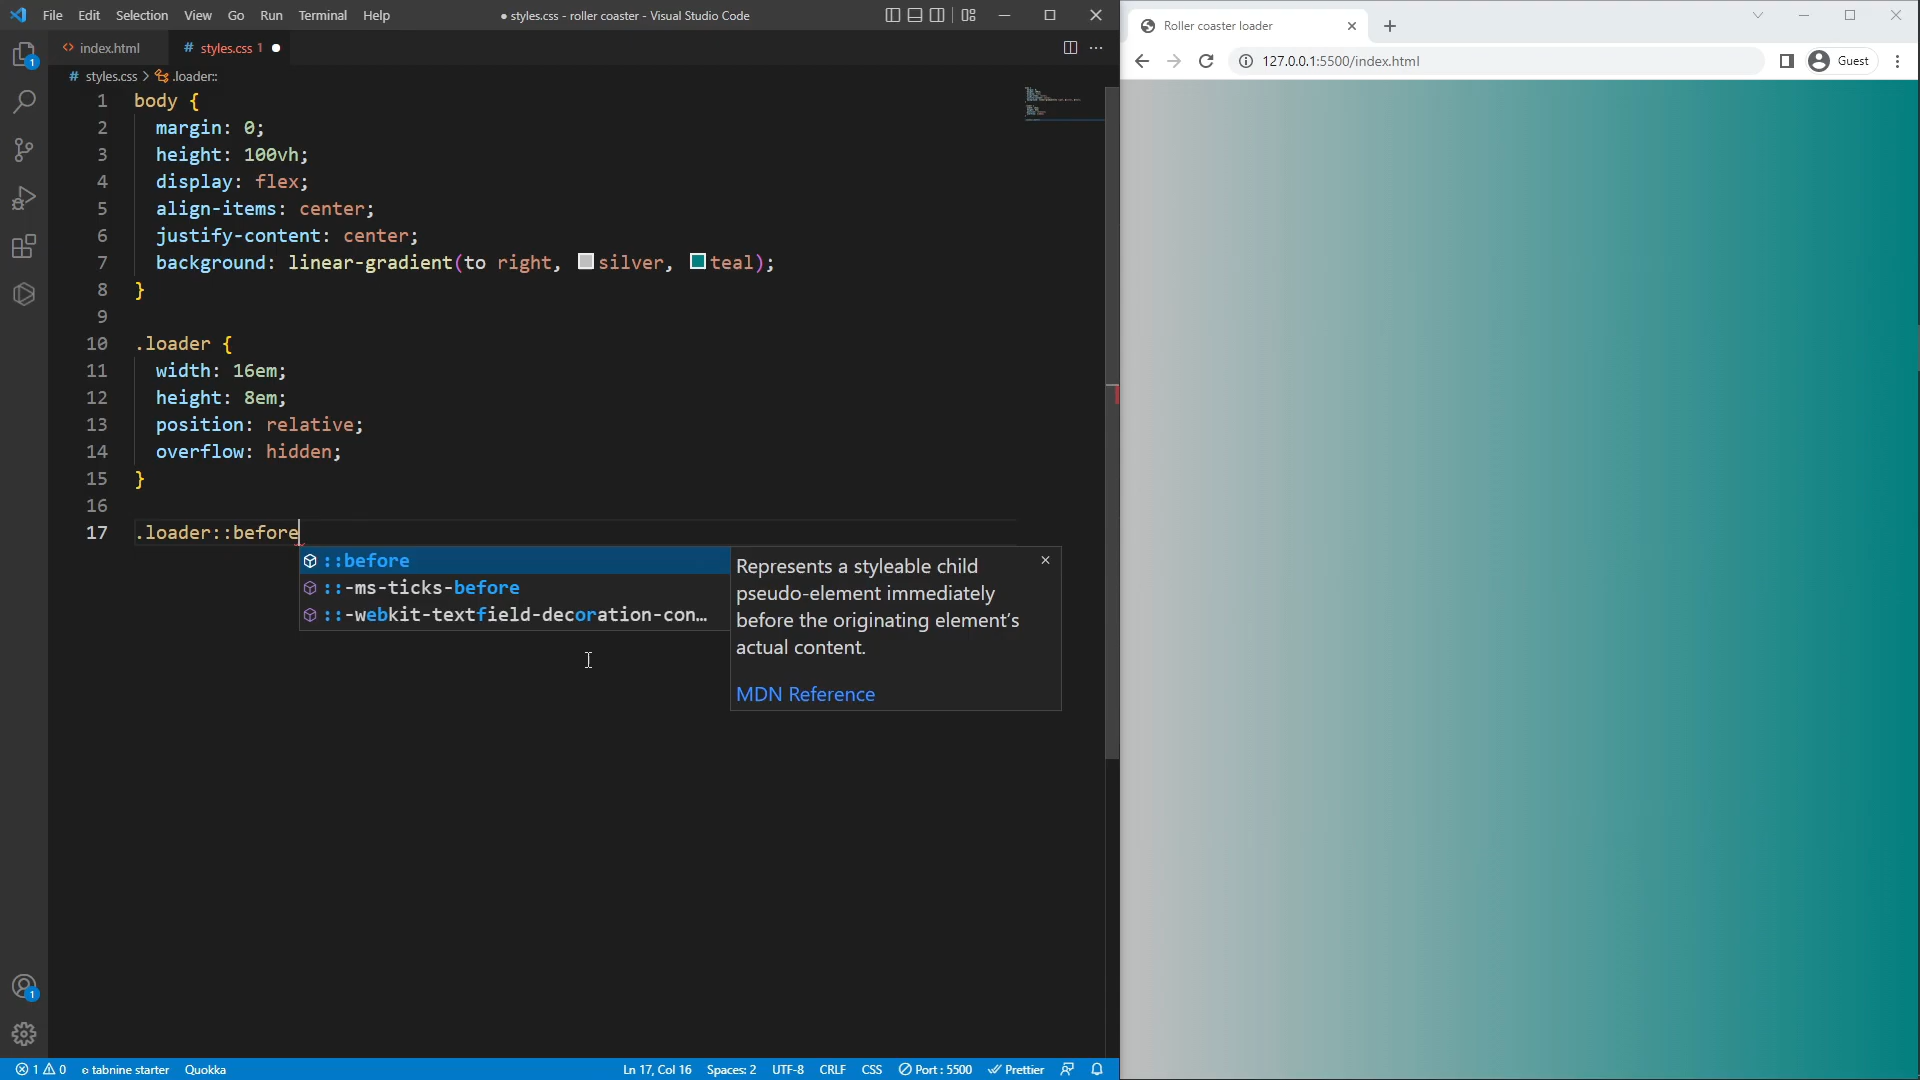 File Edit Selection View Go Run Terminal Help
● styles.css - roller coaster - Visual Studio Code
index.html
# styles.css 1 ●
# styles.css > .loader::
1 body {
2 margin: 0;
3 height: 100vh;
4 display: flex;
5 align-items: center;
6 justify-content: center;
7 background: linear-gradient(to right, silver, teal);
8 }
9
10 .loader {
11 width: 16em;
12 height: 8em;
13 position: relative;
14 overflow: hidden;
15 }
16
17 .loader::before
::before
::-ms-ticks-before
::-webkit-textfield-decoration-con…
Represents a styleable child
pseudo-element immediately
before the originating element’s
actual content.
MDN Reference
1
1
1 0 tabnine starter Quokka
Ln 17, Col 16 Spaces: 2 UTF-8 CRLF CSS Port : 5500 Prettier
Roller coaster loader
127.0.0.1:5500/index.html
Guest